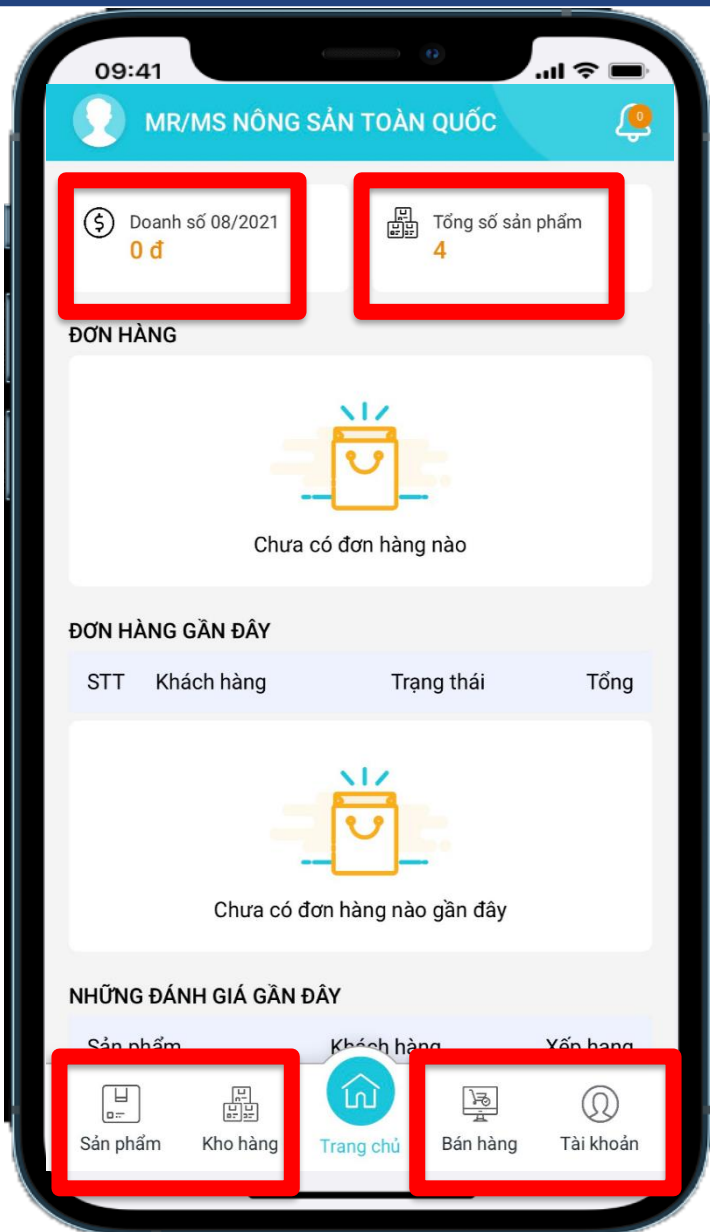 09:41
MR/MS NÔNG SẢN TOÀN QUỐC
0
Doanh số 08/2021
0 đ
Tổng số sản phẩm
4
ĐƠN HÀNG
Chưa có đơn hàng nào
ĐƠN HÀNG GẦN ĐÂY
STT Khách hàng Trạng thái Tổng
Chưa có đơn hàng nào gần đây
NHỮNG ĐÁNH GIÁ GẦN ĐÂY
Sản phẩm Khách hàng Xếp hạng
Sản phẩm Kho hàng Trang chủ Bán hàng Tài khoản